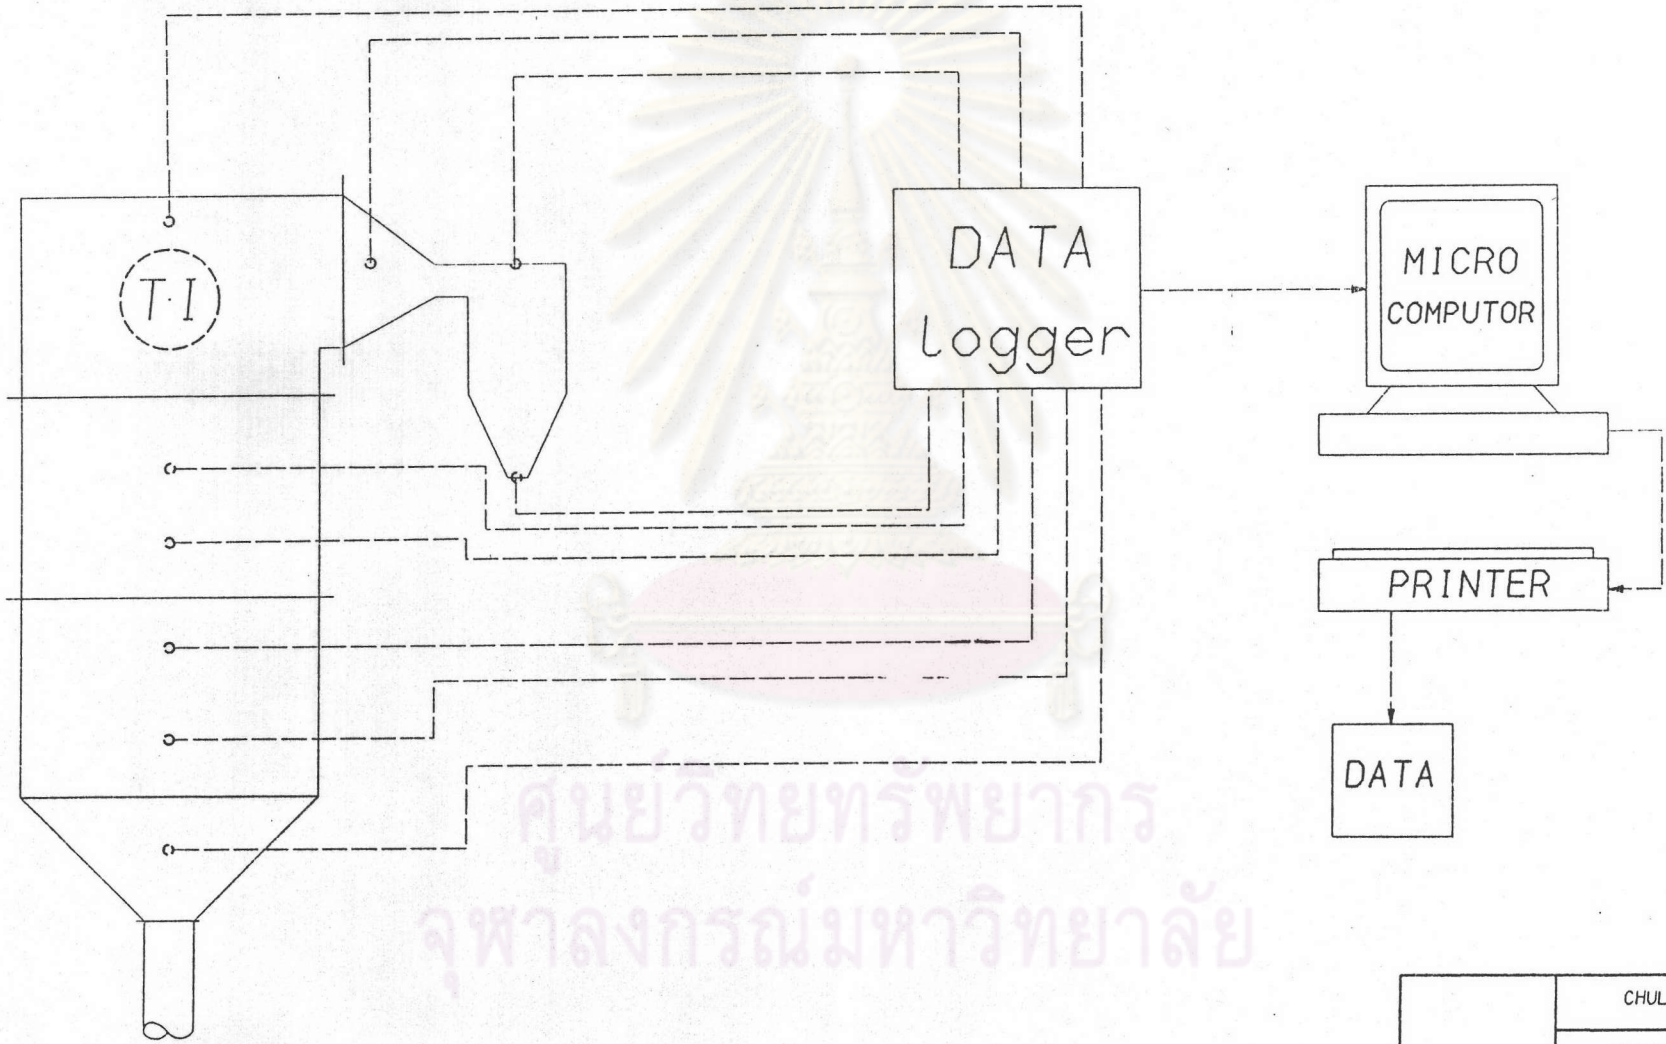 T.I
DATA
logger
MICRO
COMPUTOR
PRINTER
DATA
ศูนย์วิทยทรัพยากร
จุฬาลงกรณ์มหาวิทยาลัย
CHUL